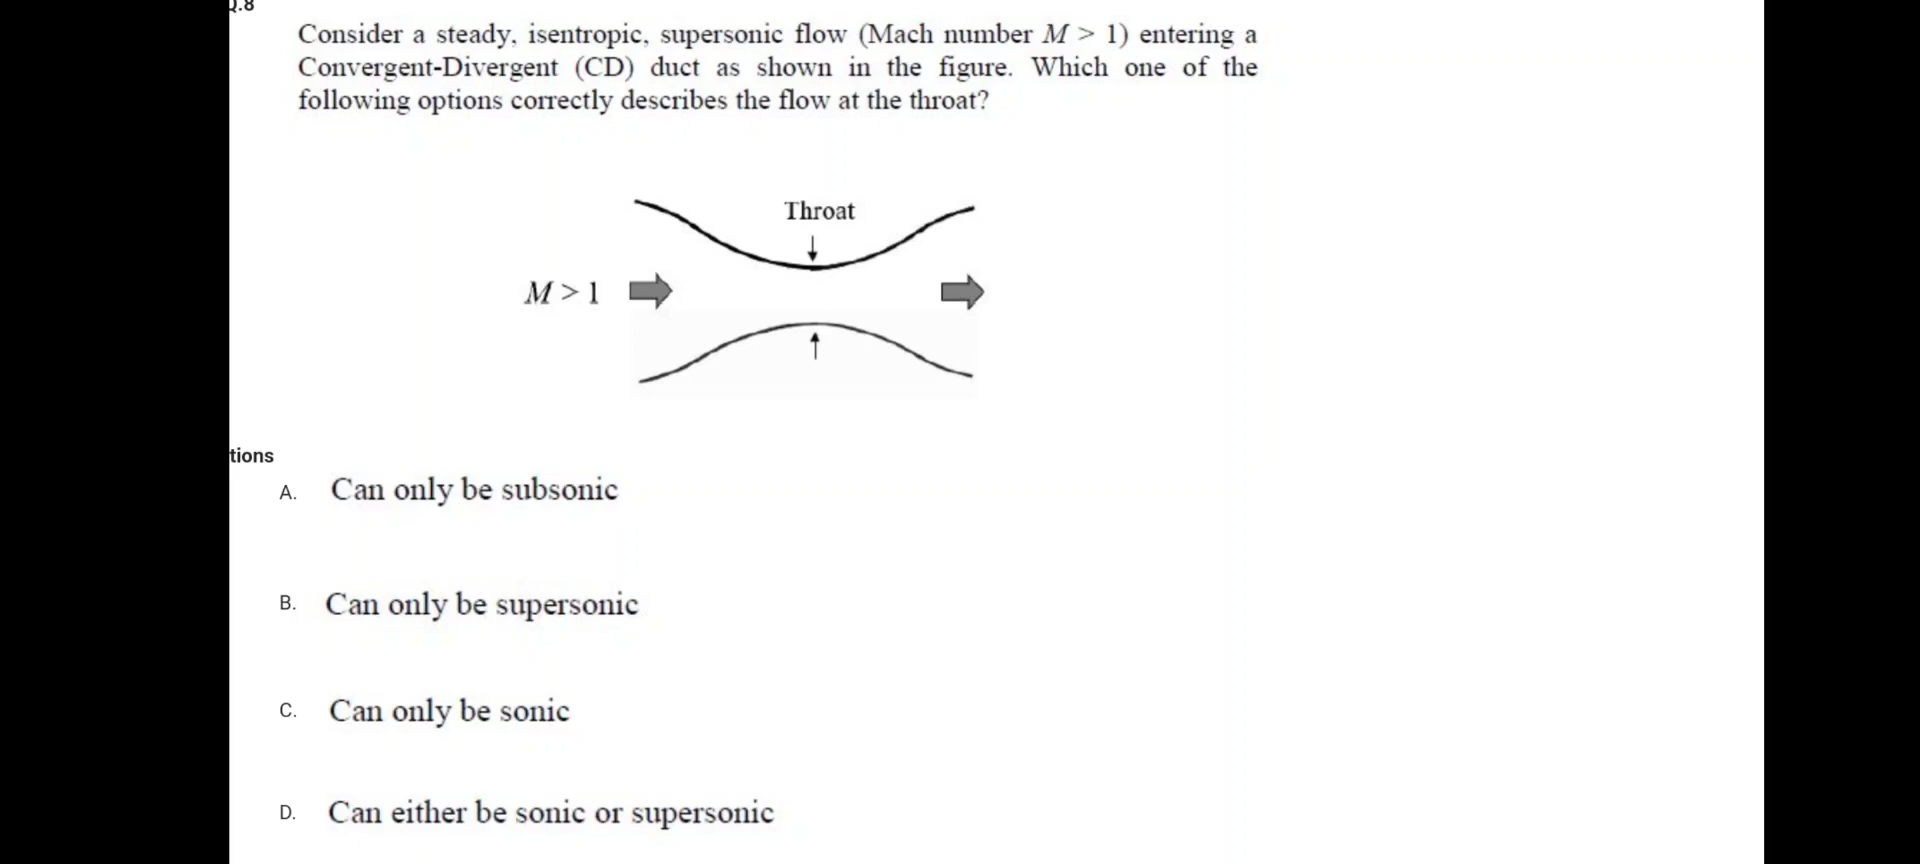 Q.8
Consider a steady, isentropic, supersonic flow (Mach number M > 1) entering a
Convergent-Divergent (CD) duct as shown in the figure. Which one of the
following options correctly describes the flow at the throat?
Throat
M > 1
tions
A. Can only be subsonic
B. Can only be supersonic
C. Can only be sonic
D. Can either be sonic or supersonic